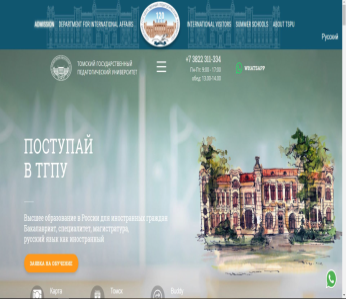 ADMISSION DEPARTMENT FOR INTERNATIONAL AFFAIRS INTERNATIONAL VISITORS SUMMER SCHOOLS ABOUT TSPU
Русский
ТОМСКИЙ ГОСУДАРСТВЕННЫЙ
ПЕДАГОГИЧЕСКИЙ УНИВЕРСИТЕТ
+7 3822 311-334
Пн-Пт: 9:00 - 17:00
обед: 13:00-14:00
WHATSAPP
ПОСТУПАЙ
В ТГПУ
Высшее образование в России для иностранных граждан
Бакалавриат, специалитет, магистратура,
русский язык как иностранный
ЗАЯВКА НА ОБУЧЕНИЕ
Карта
Поиск
Buddy